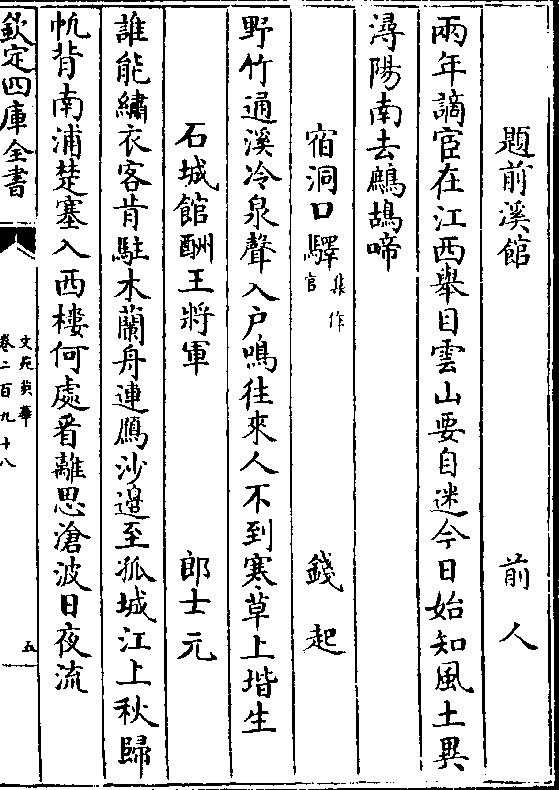 題前溪館　前人
兩年謫宦在江西舉目雲山要自迷今日始知風土異
潯陽南去鷓鴣啼
宿洞口驛集作官　錢起
野竹通溪冷泉聲入户鳴往來人不到寒草上堦生
石城館酬王將軍　郎士元
誰能繡衣客肯駐木蘭舟連鴈沙邉至孤城江上秋歸
帆背南浦楚塞入西樓何處看離思滄波日夜流
欽定四庫全書
文苑英華
卷二百九十八
五